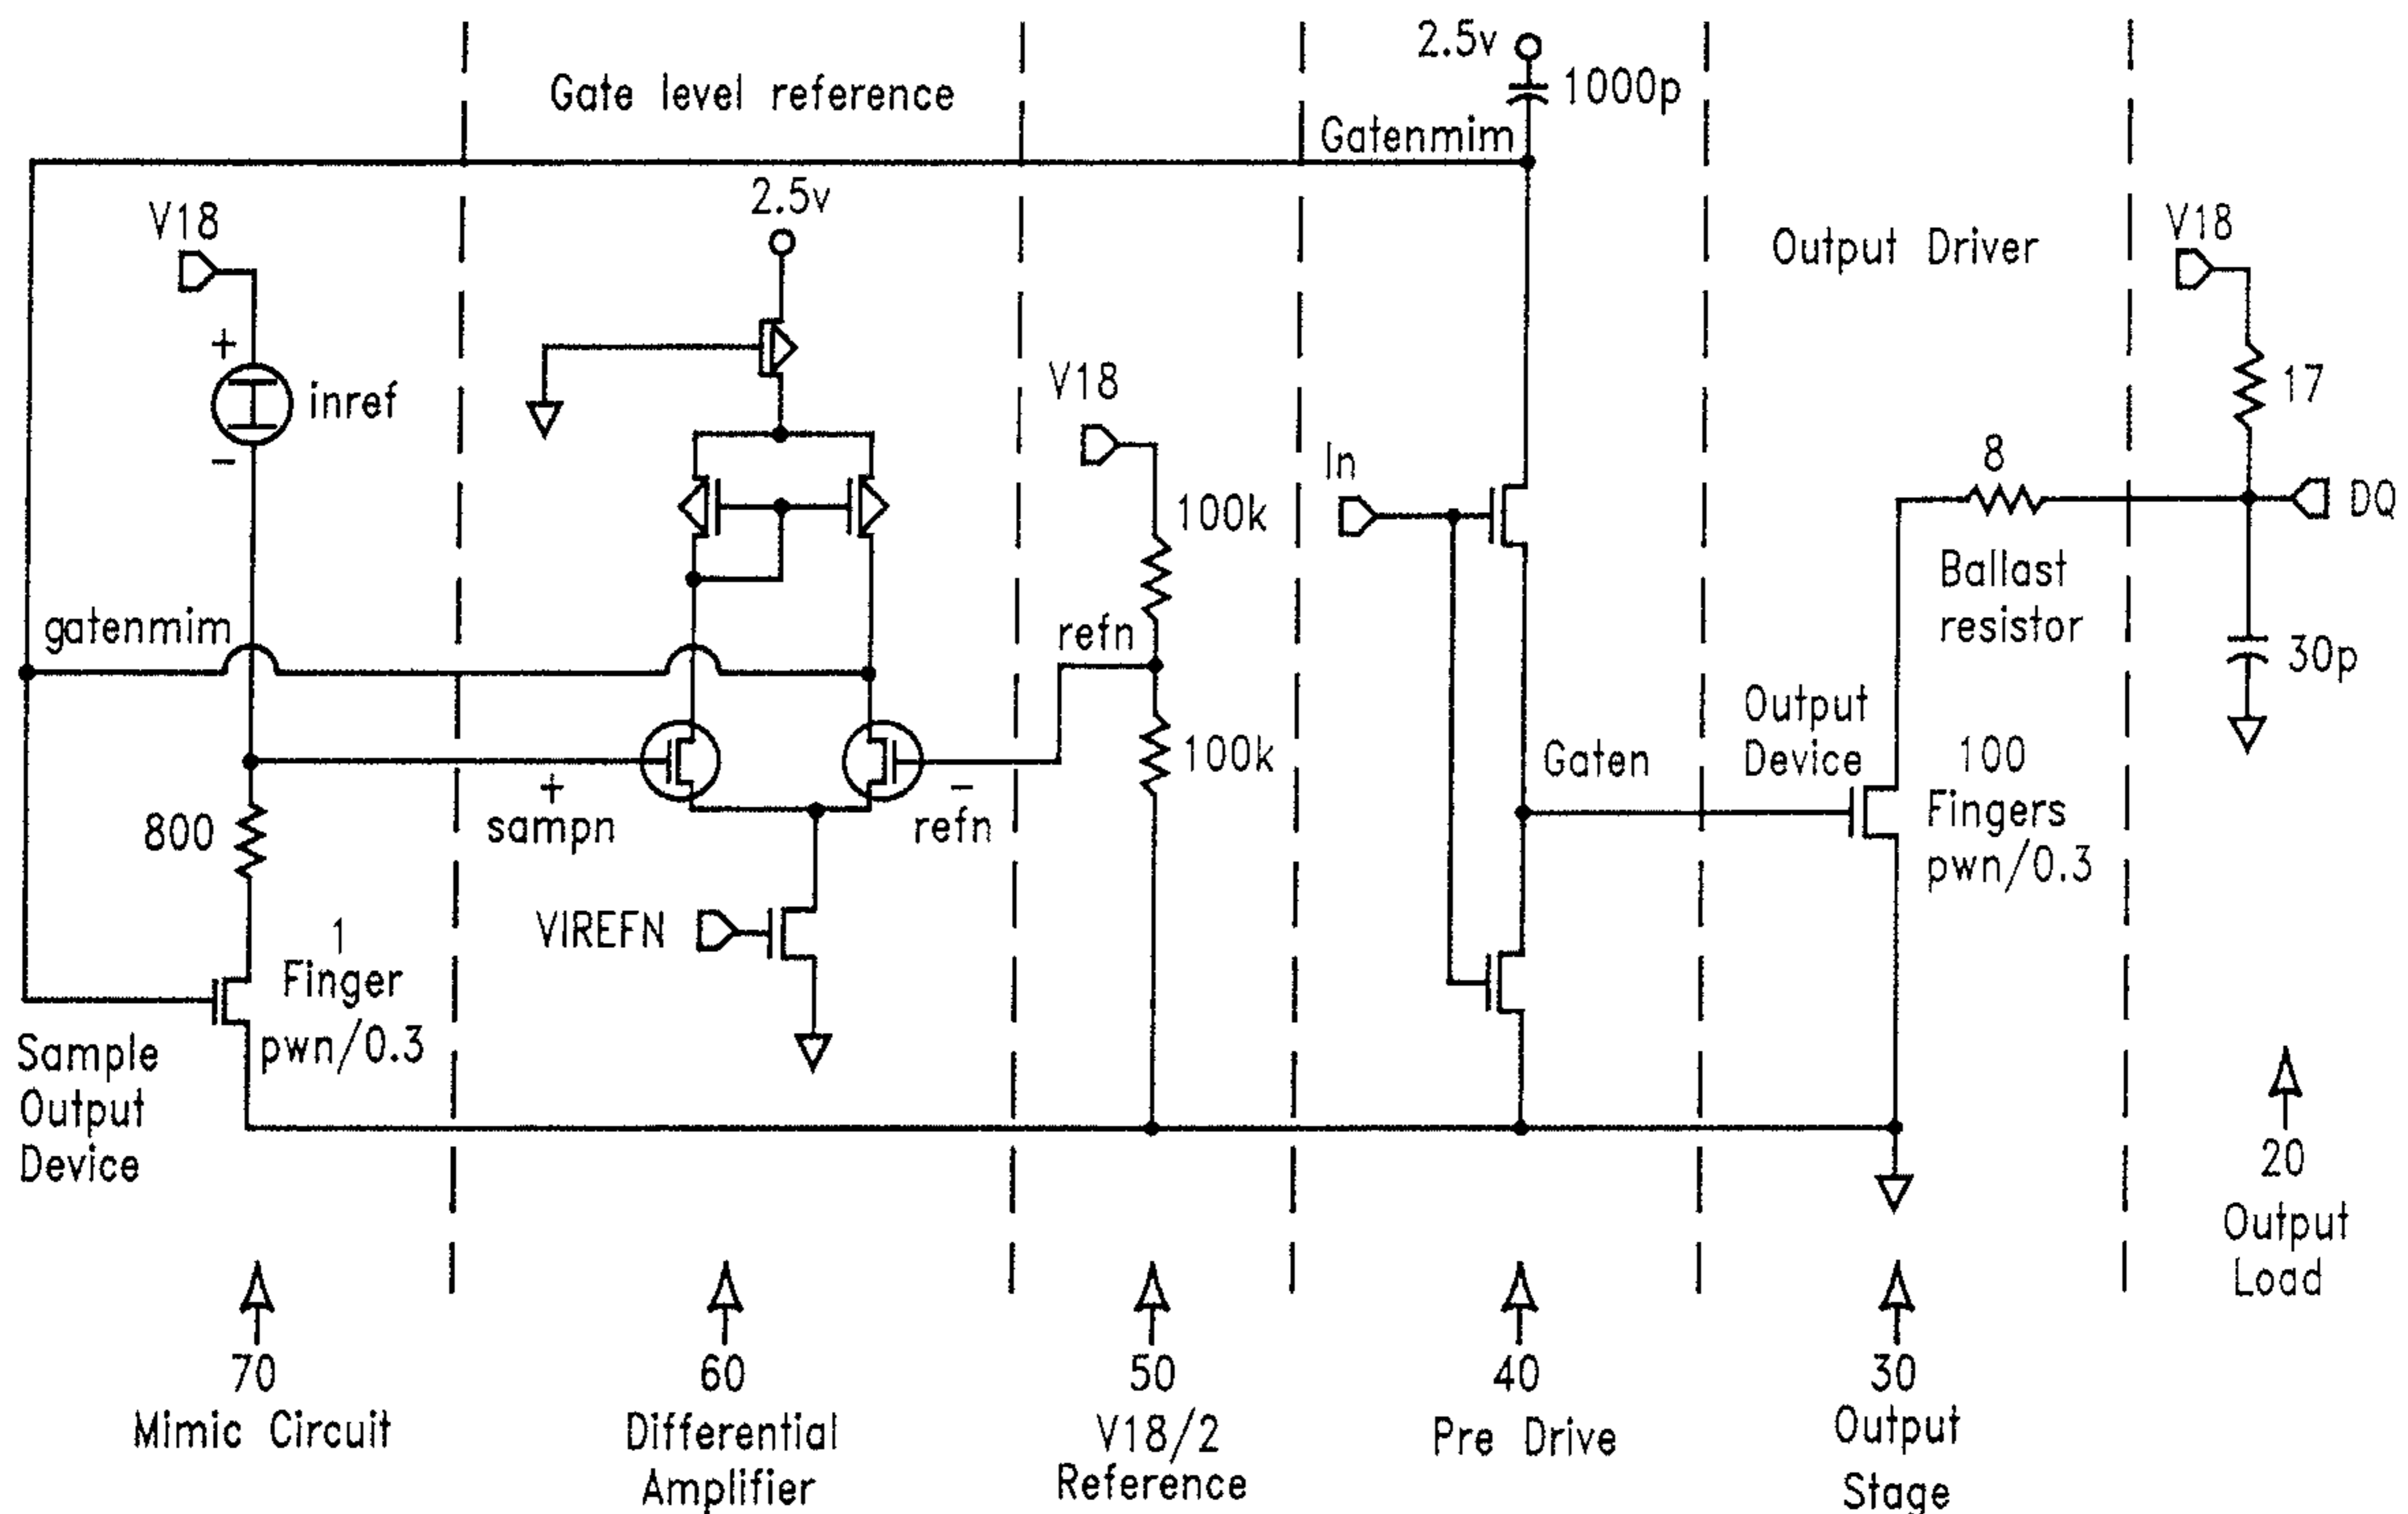 Gate level reference
2.5v
1000p
Gatenmim
V18
2.5v
Output Driver
V18
+
inref
-
V18
17
In
100k
8
DQ
Ballast
resistor
gatenmim
refn
30p
Output
Device
100k
Gaten
100
Fingers
pwn/0.3
800
+
sampn
-
refn
VIREFN
1
Finger
pwn/0.3
Sample
Output
Device
20
Output
Load
70
Mimic Circuit
60
Differential
Amplifier
50
V18/2
Reference
40
Pre Drive
30
Output
Stage